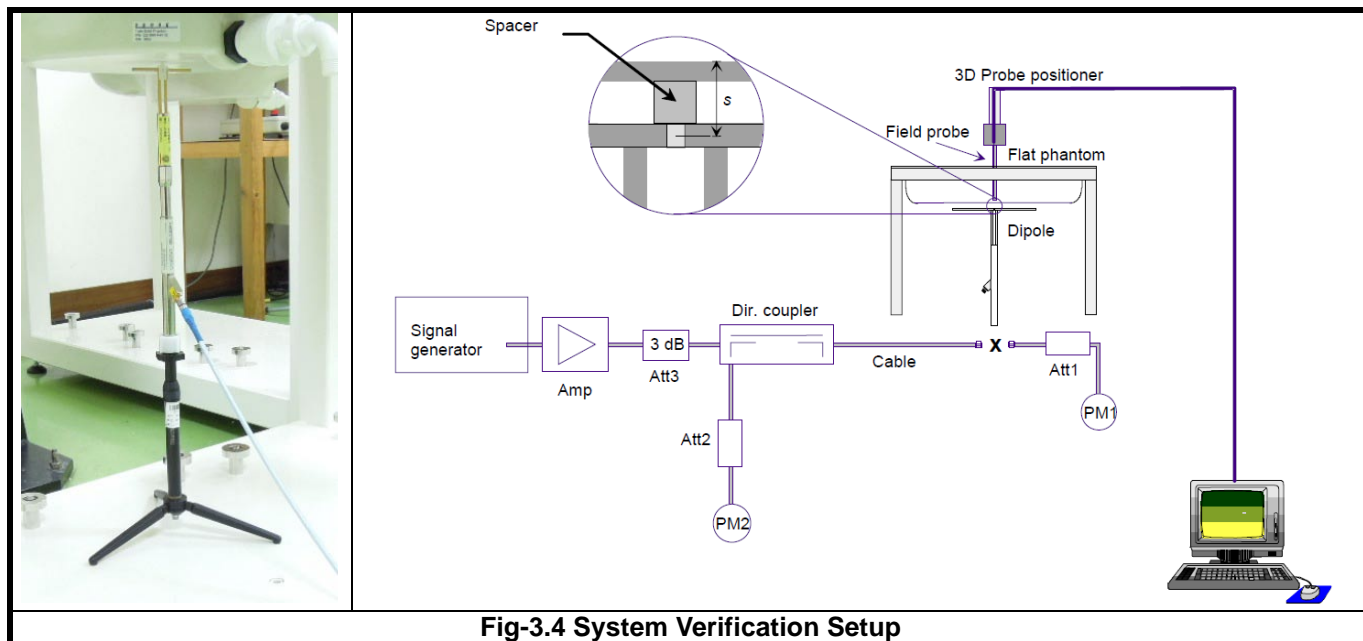 Spacer
s
3D Probe positioner
Field probe
Flat phantom
Dipole
Signal
generator
Amp
3 dB
Att3
Dir. coupler
Cable
X
Att1
PM1
Att2
PM2
Fig-3.4 System Verification Setup